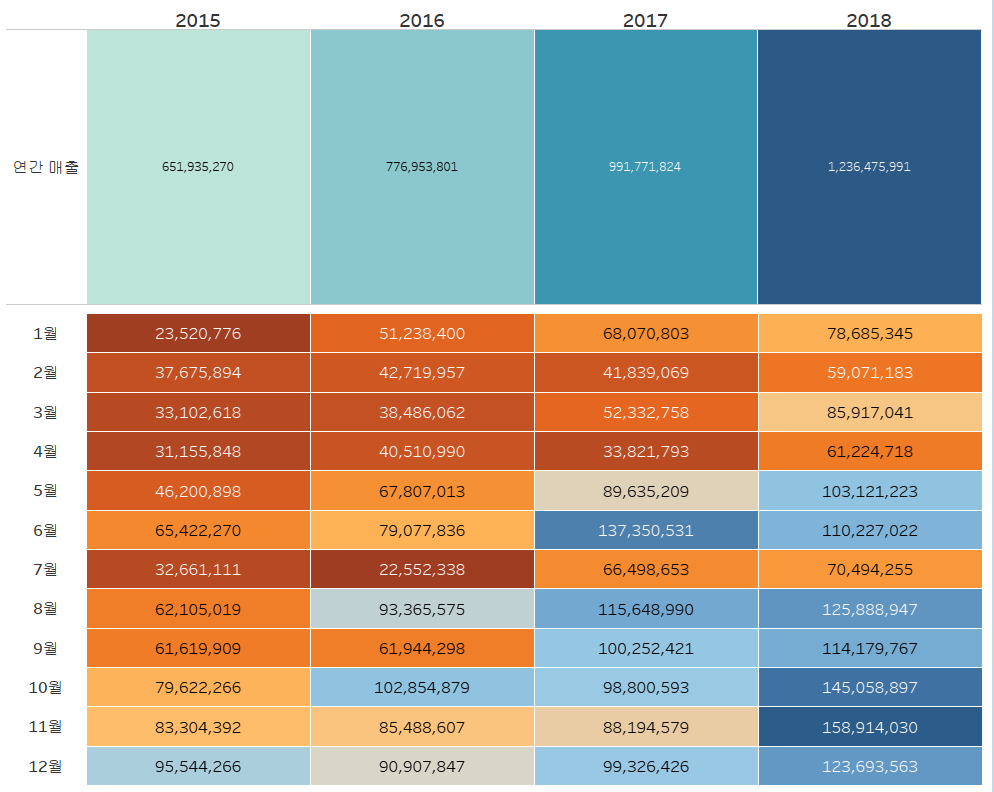 2015 2016 2017 2018
연간 매출 651,935,270 776,953,801 991,771,824 1,236,475,991
1월 23,520,776 51,238,400 68,070,803 78,685,345
2월 37,675,894 42,719,957 41,839,069 59,071,183
3월 33,102,618 38,486,062 52,332,758 85,917,041
4월 31,155,848 40,510,990 33,821,793 61,224,718
5월 46,200,898 67,807,013 89,635,209 103,121,223
6월 65,422,270 79,077,836 137,350,531 110,227,022
7월 32,661,111 22,552,338 66,498,653 70,494,255
8월 62,105,019 93,365,575 115,648,990 125,888,947
9월 61,619,909 61,944,298 100,252,421 114,179,767
10월 79,622,266 102,854,879 98,800,593 145,058,897
11월 83,304,392 85,488,607 88,194,579 158,914,030
12월 95,544,266 90,907,847 99,326,426 123,693,563